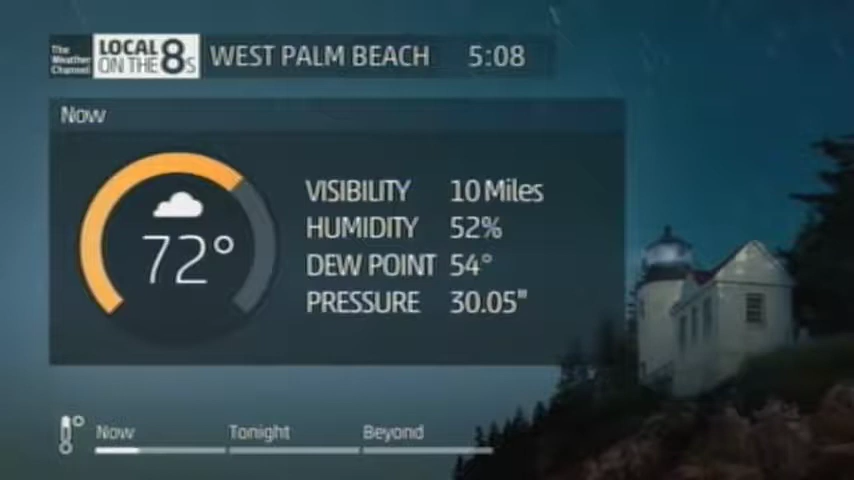 The Weather Channel
LOCAL ON THE 8s
WEST PALM BEACH 5:08
Now
72°
VISIBILITY 10 Miles
HUMIDITY 52%
DEW POINT 54°
PRESSURE 30.05"
Now Tonight Beyond